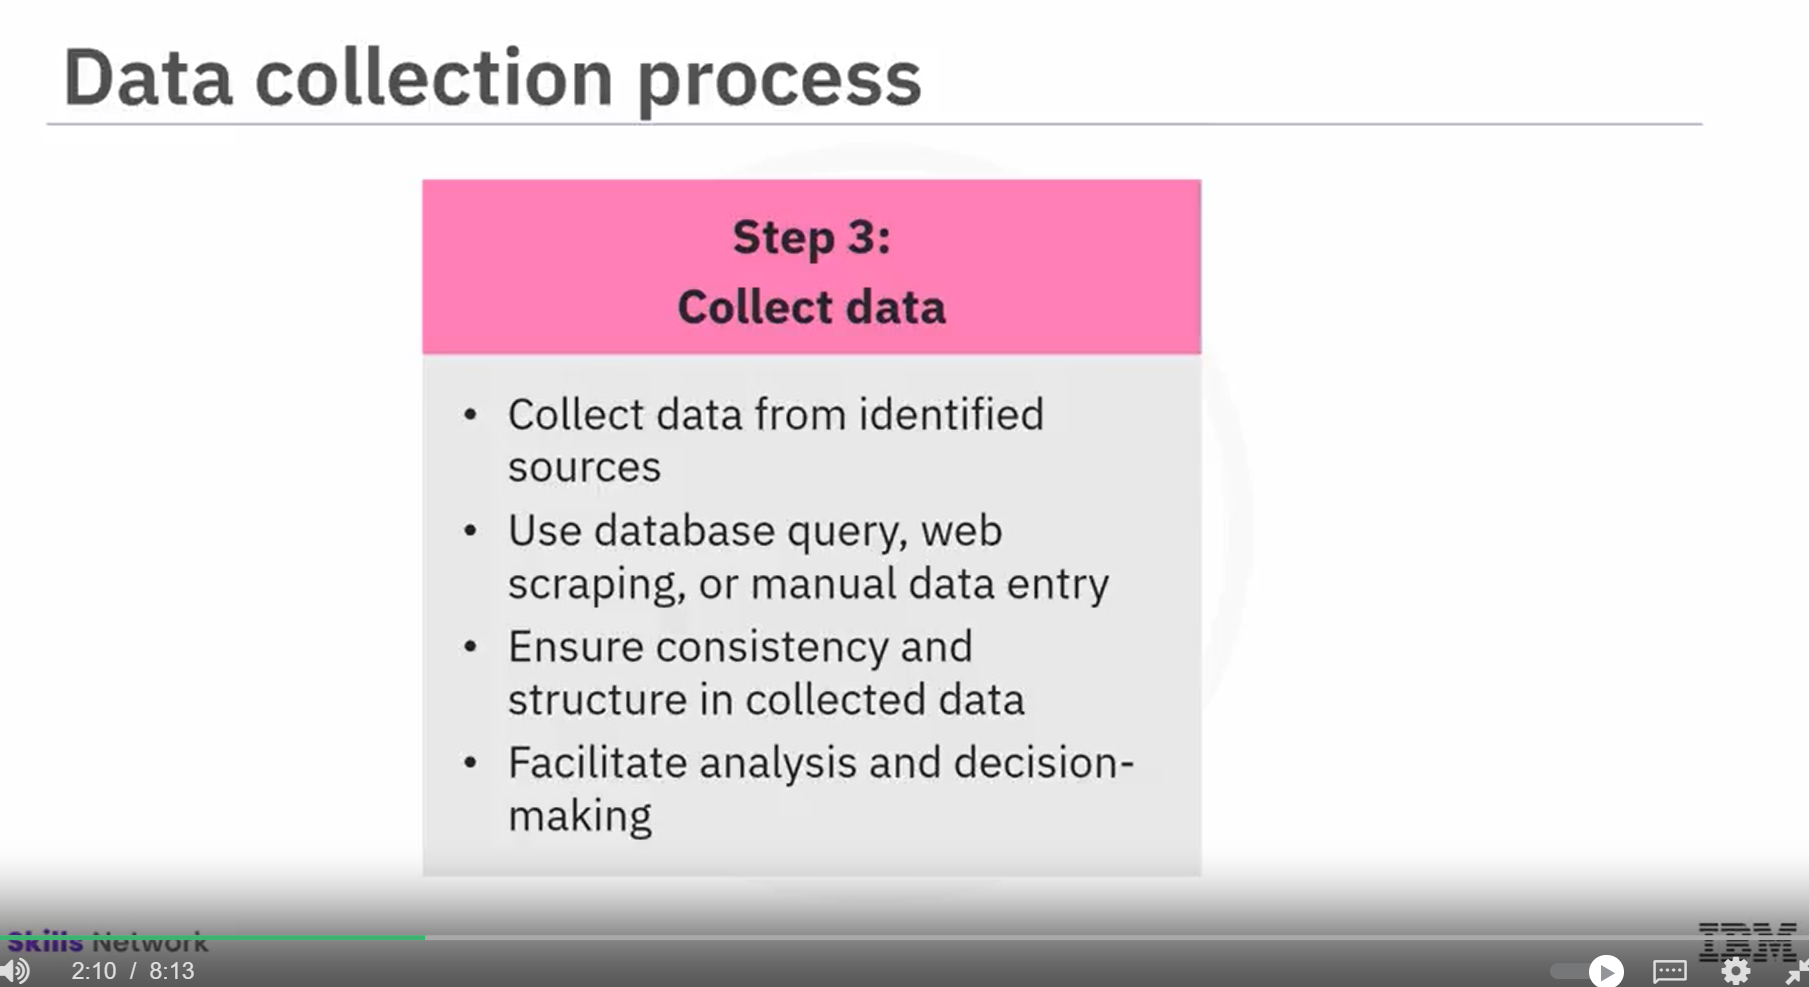 Data collection process
Step 3:
Collect data
• Collect data from identified
sources
• Use database query, web
scraping, or manual data entry
• Ensure consistency and
structure in collected data
• Facilitate analysis and decision-
making
Skills Network
IBM
2:10 / 8:13